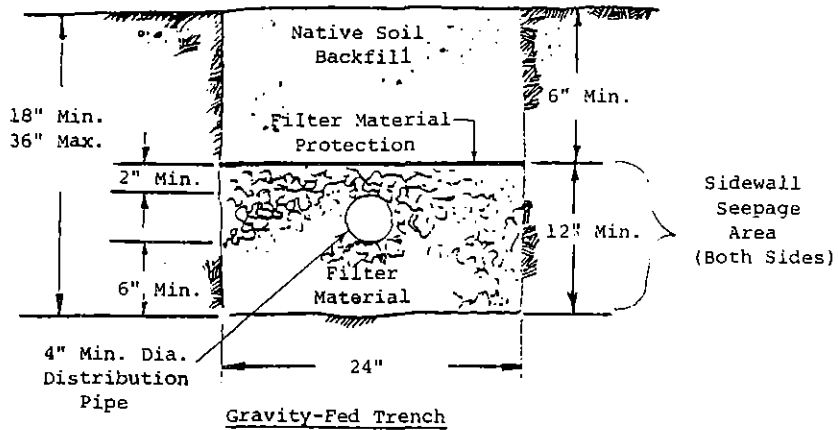 Native Soil
Backfill
18" Min.
36" Max.
6" Min.
Filter Material
Protection
2" Min.
Sidewall
Seepage
Area
(Both Sides)
12" Min.
6" Min.
Filter
Material
4" Min. Dia.
Distribution
Pipe
24"
Gravity-Fed Trench